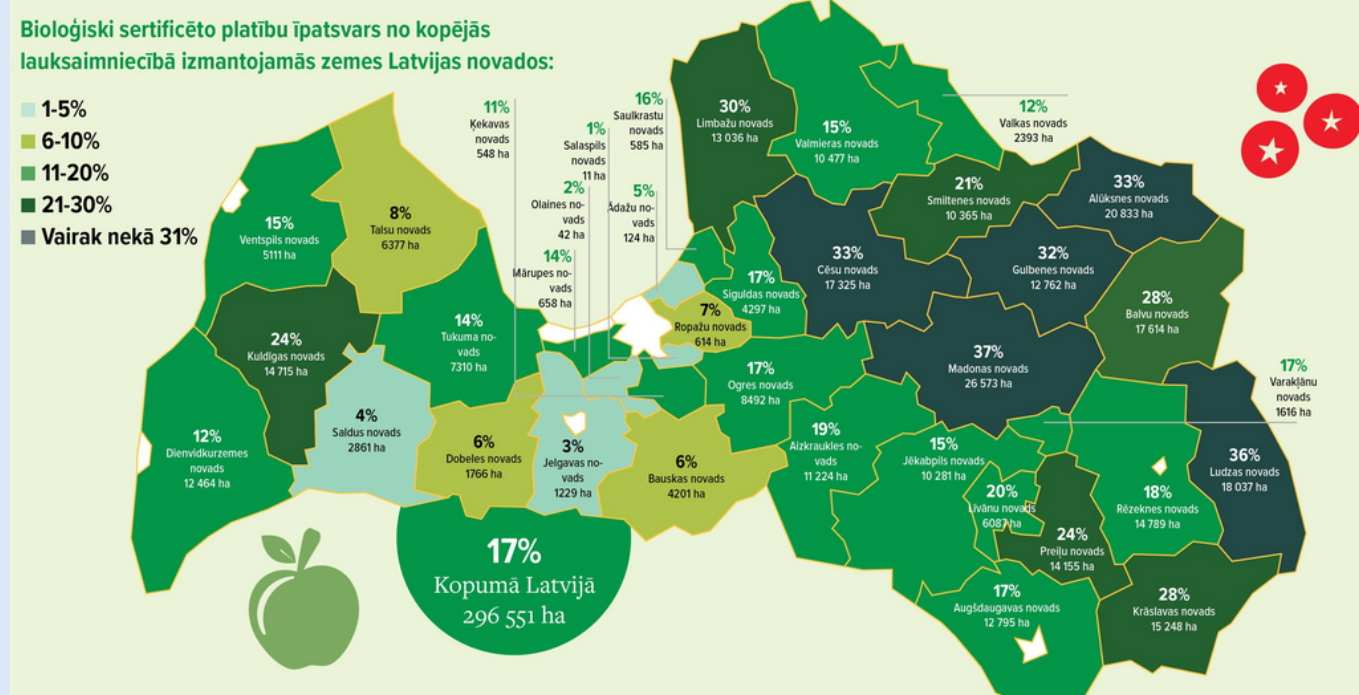 Bioloģiski sertificēto platību īpatsvars no kopējās
lauksaimniecībā izmantojamās zemes Latvijas novados:
1-5%
6-10%
11-20%
21-30%
Vairak nekā 31%
11%
Ķekavas
novads
548 ha
1%
Salaspils
novads
11 ha
16%
Saulkrastu
novads
585 ha
2%
Olaines no-
vads
42 ha
5%
Ādažu no-
vads
124 ha
14%
Mārupes no-
vads
658 ha
30%
Limbažu novads
13 036 ha
15%
Valmieras novads
10 477 ha
12%
Valkas novads
2393 ha
21%
Smiltenes novads
10 365 ha
33%
Alūksnes novads
20 833 ha
15%
Ventspils novads
5111 ha
8%
Talsu novads
6377 ha
33%
Cēsu novads
17 325 ha
32%
Gulbenes novads
12 762 ha
17%
Siguldas novads
4297 ha
28%
Balvu novads
17 614 ha
7%
Ropažu novads
614 ha
14%
Tukuma no-
vads
7310 ha
24%
Kuldīgas novads
14 715 ha
37%
Madonas novads
26 573 ha
17%
Ogres novads
8492 ha
17%
Varakļānu
novads
1616 ha
4%
Saldus novads
2861 ha
12%
Dienvidkurzemes
novads
12 464 ha
6%
Dobeles novads
1766 ha
3%
Jelgavas no-
vads
1229 ha
6%
Bauskas novads
4201 ha
19%
Aizkraukles no-
vads
11 224 ha
15%
Jēkabpils novads
10 281 ha
36%
Ludzas novads
18 037 ha
20%
Līvānu novads
6087 ha
18%
Rēzeknes novads
14 789 ha
24%
Preiļu novads
14 155 ha
17%
Augšdaugavas novads
12 795 ha
28%
Krāslavas novads
15 248 ha
17%
Kopumā Latvijā
296 551 ha